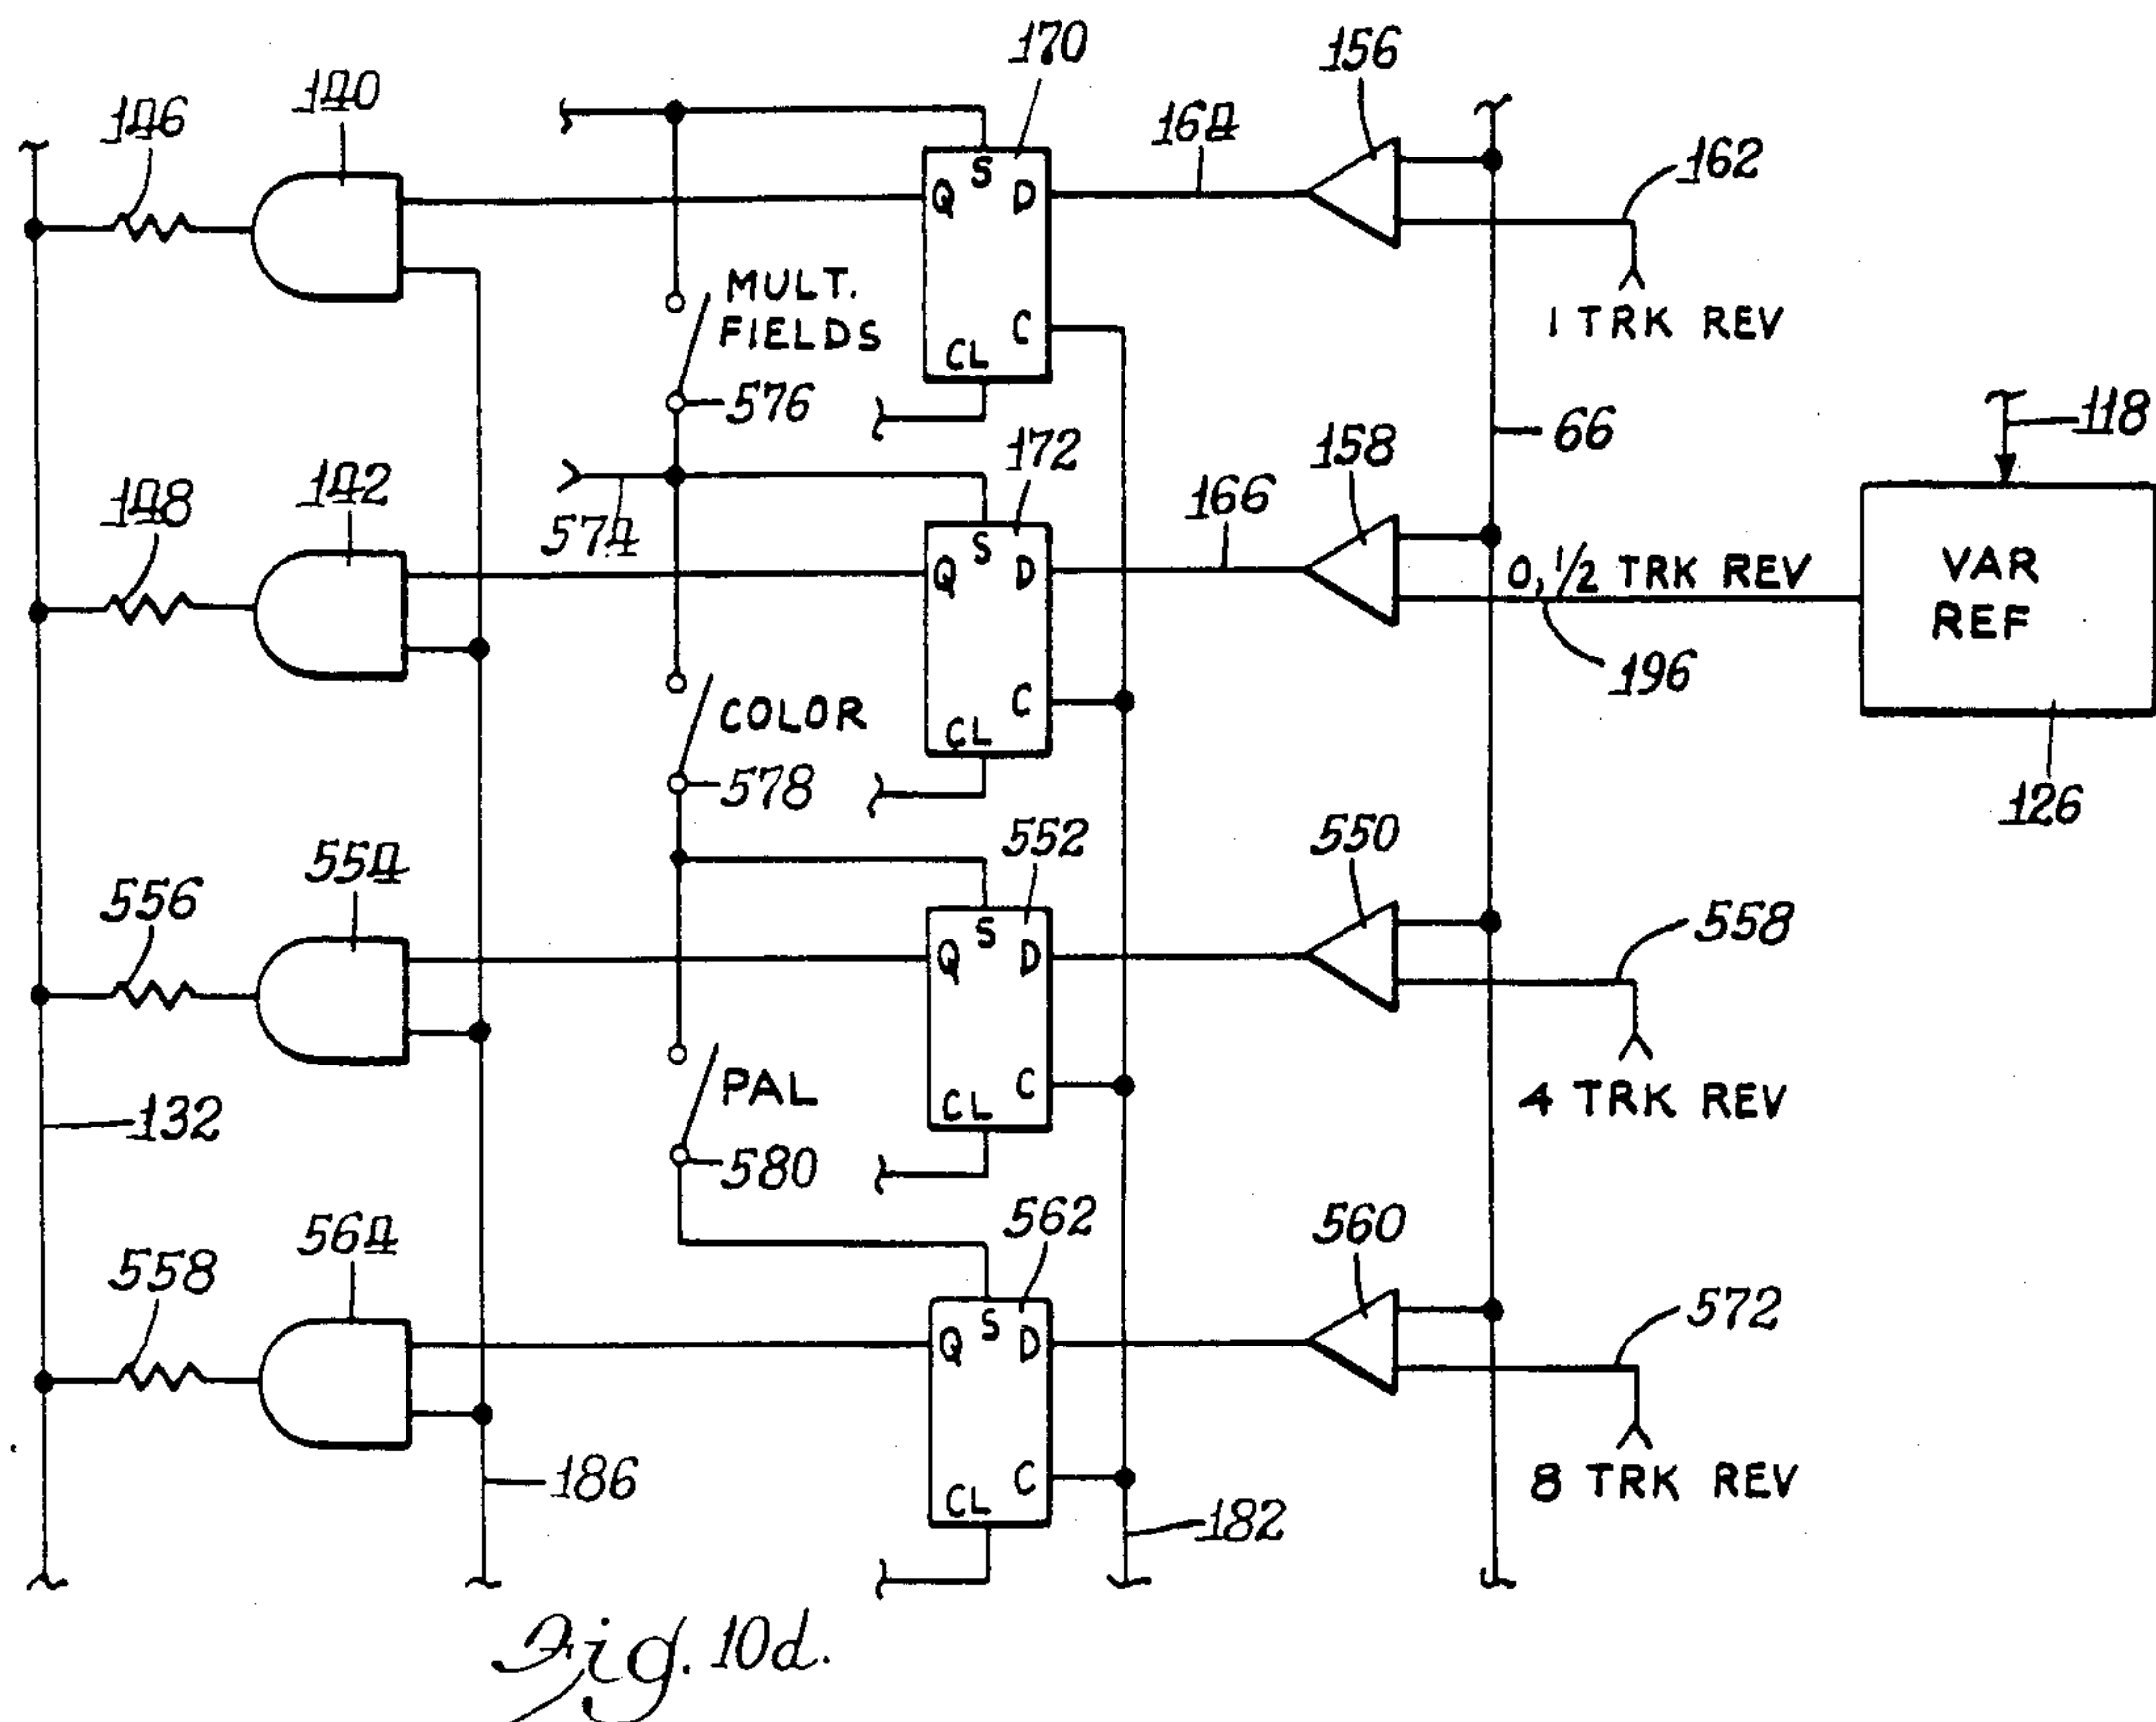 170
156
140
146
164
162
S
Q
D
MULT.
FIELDS
C
CL
1 TRK REV
576
66
118
172
158
142
148
166
574
S
Q
D
0, 1/2 TRK REV
VAR
REF
196
COLOR
C
CL
578
126
552
550
554
556
558
S
Q
D
PAL
C
CL
4 TRK REV
132
580
562
560
564
558
572
S
Q
D
186
C
CL
8 TRK REV
182
Fig. 10d.